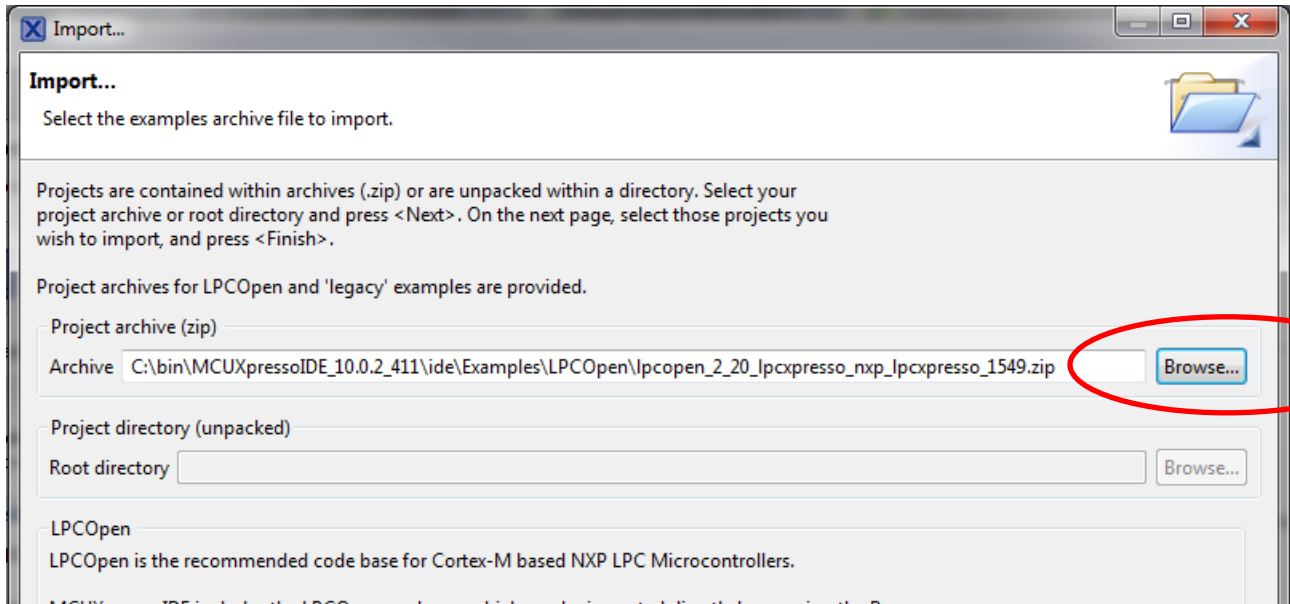 Import...
Import...
Select the examples archive file to import.
Projects are contained within archives (.zip) or are unpacked within a directory. Select your
project archive or root directory and press <Next>. On the next page, select those projects you
wish to import, and press <Finish>.
Project archives for LPCOpen and 'legacy' examples are provided.
Project archive (zip)
Archive C:\bin\MCUXpressoIDE_10.0.2_411\ide\Examples\LPCOpen\lpcopen_2_20_lpcxpresso_nxp_lpcxpresso_1549.zip Browse...
Project directory (unpacked)
Root directory Browse...
LPCOpen
LPCOpen is the recommended code base for Cortex-M based NXP LPC Microcontrollers.